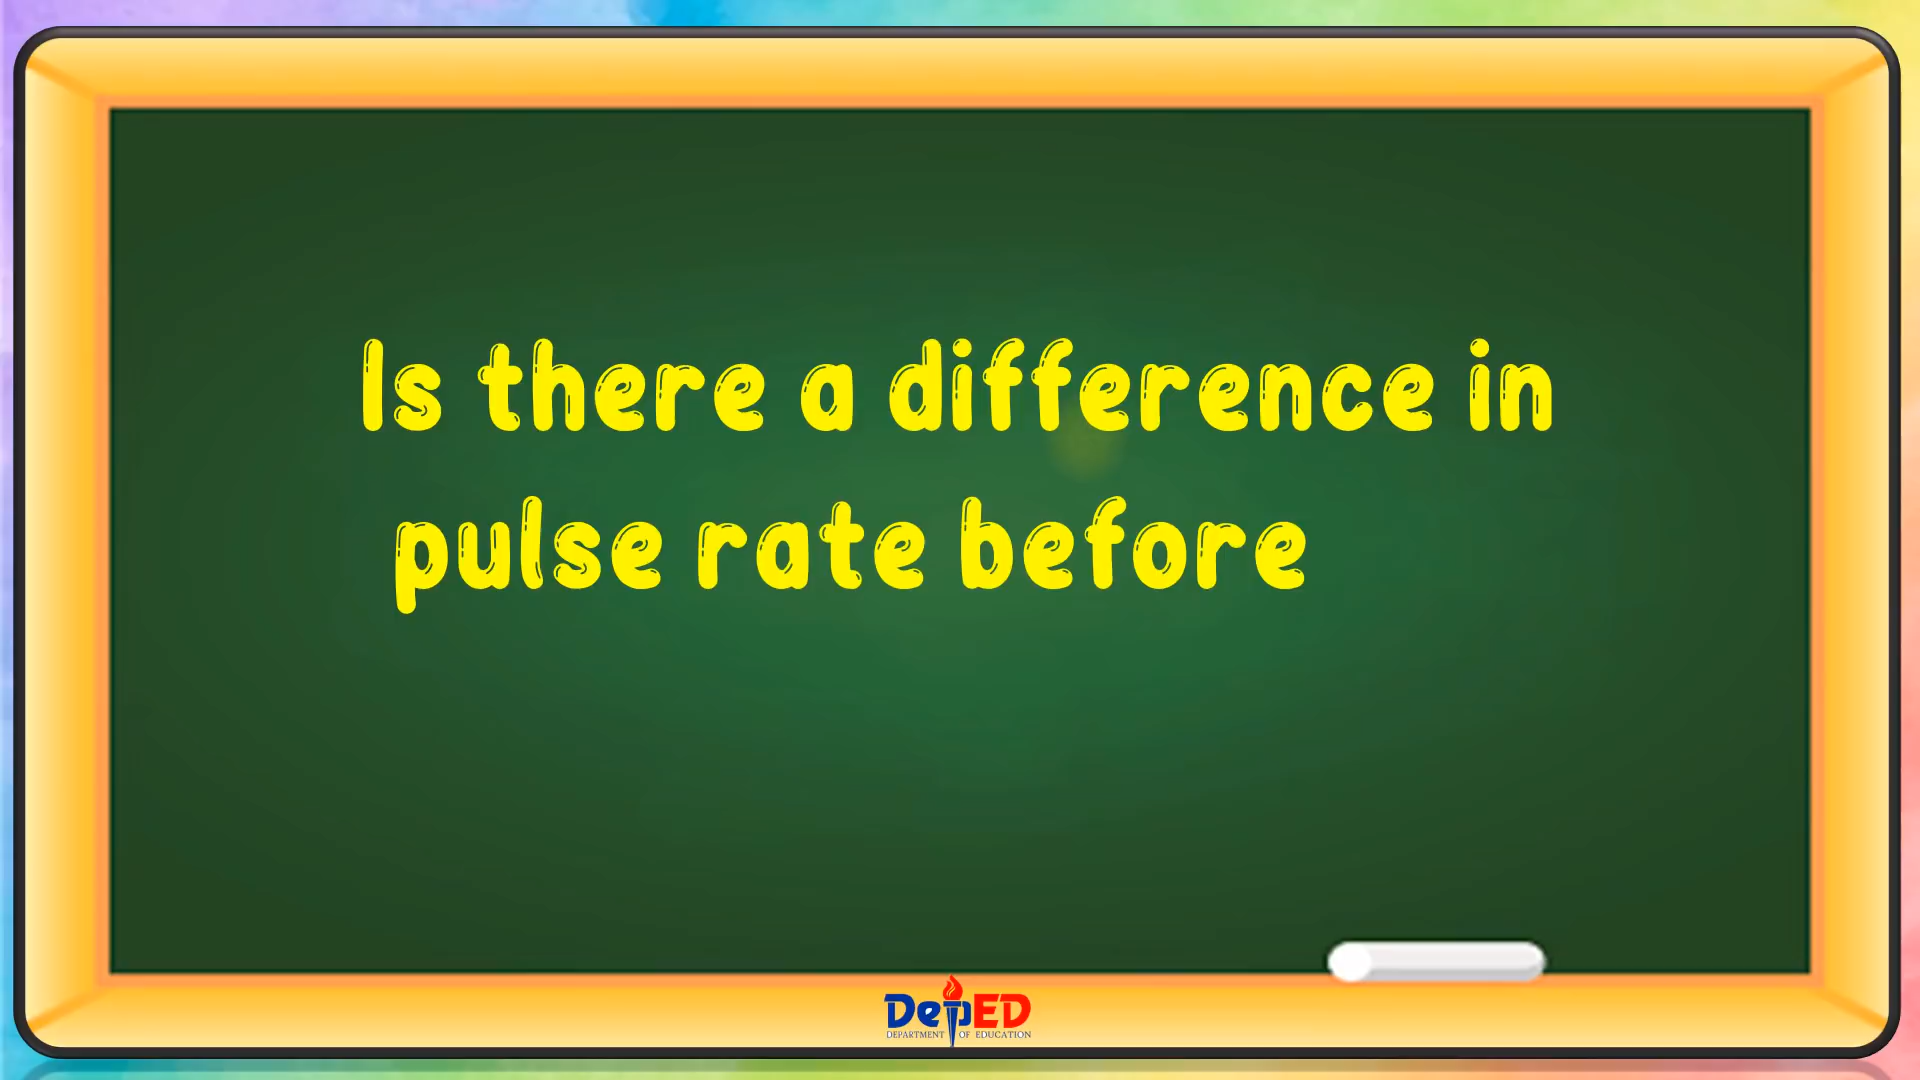 Is there a difference in
pulse rate before
DepED
DEPARTMENT OF EDUCATION